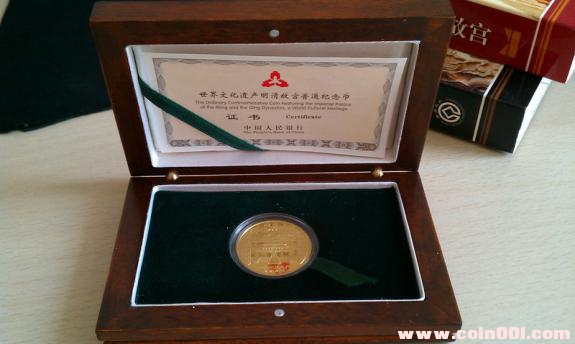 世界文化遗产明清故宫普通纪念币
The Ordinary Commemorative Coin featuring the Imperial Palace
of the Ming and the Qing Dynasties, a World Cultural Heritage
证书 Certificate
中国人民银行
The People's Bank of China
故宫
www.coin001.com